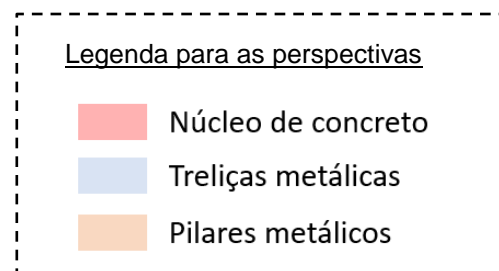 Legenda para as perspectivas
Núcleo de concreto
Treliças metálicas
Pilares metálicos